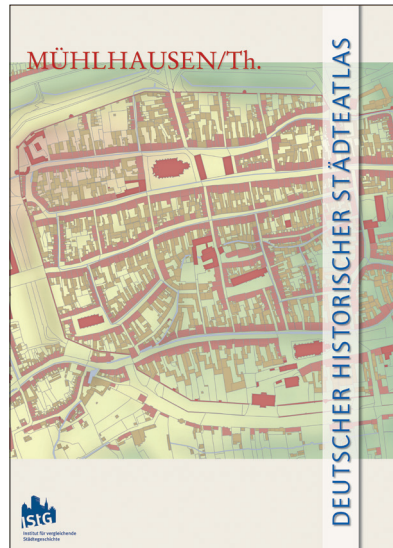 MÜHLHAUSEN/Th.
DEUTSCHER HISTORISCHER STÄDTEATLAS
IStG
Institut für vergleichende
Städtegeschichte